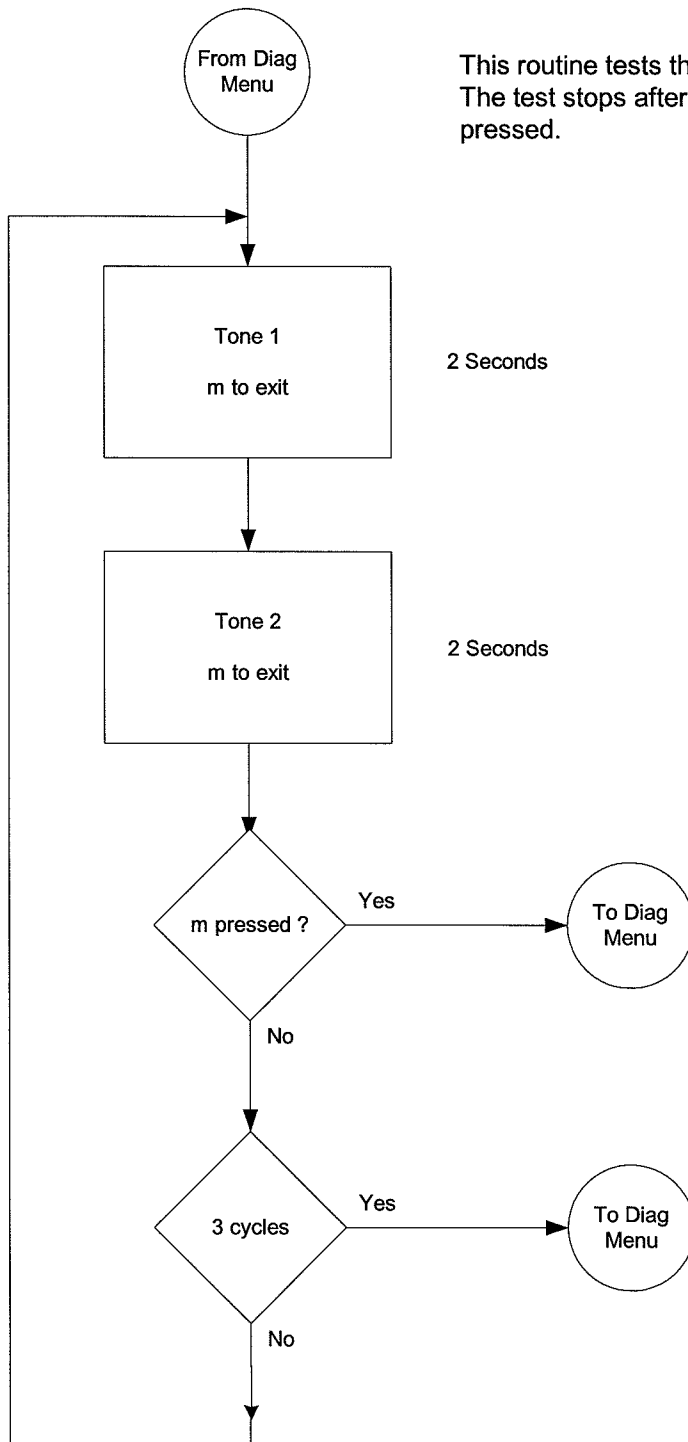 From Diag
Menu
This routine tests th
The test stops after
pressed.
Tone 1
m to exit
2 Seconds
Tone 2
m to exit
2 Seconds
m pressed ?
Yes
To Diag
Menu
No
3 cycles
Yes
To Diag
Menu
No